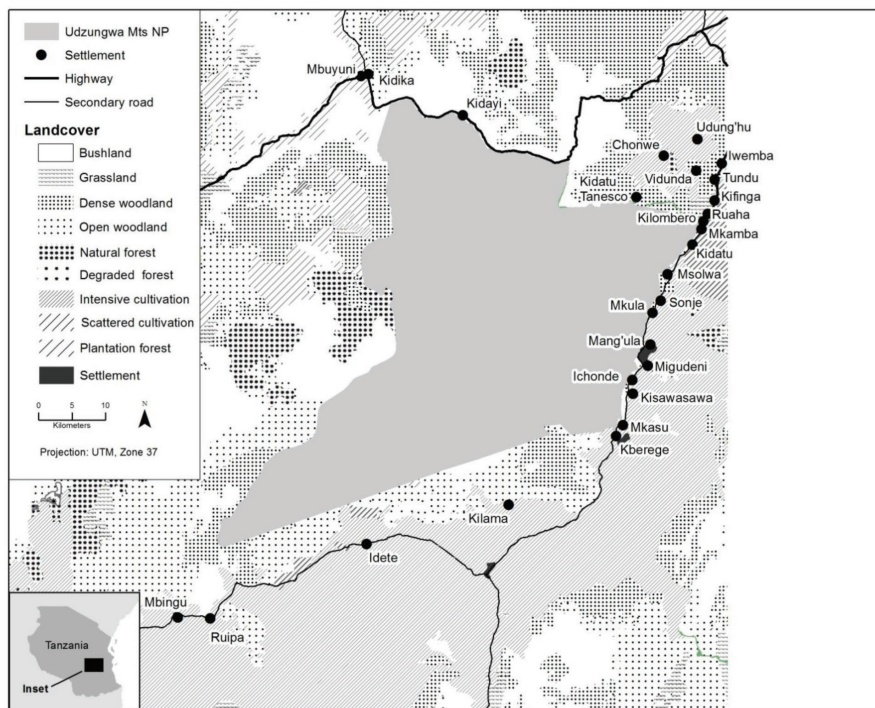 Udzungwa Mts NP
Settlement
Highway
Secondary road
Landcover
Bushland
Grassland
Dense woodland
Open woodland
Natural forest
Degraded forest
Intensive cultivation
Scattered cultivation
Plantation forest
Settlement
0 5 10
Kilometers
N
Projection: UTM, Zone 37
Mbuyuni
Kidika
Kidayi
Udung'hu
Chonwe
Iwemba
Vidunda
Tundu
Kidatu
Tanesco
Kifinga
Kilombero
Ruaha
Mkamba
Kidatu
Msolwa
Mkula
Sonje
Mang'ula
Migudeni
Ichonde
Kisawasawa
Mkasu
Kberege
Kilama
Idete
Mbingu
Ruipa
Tanzania
Inset